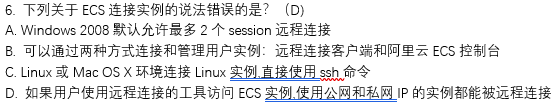 6. 下列关于 ECS 连接实例的说法错误的是？（D）
A. Windows 2008 默认允许最多 2 个 session 远程连接
B. 可以通过两种方式连接和管理用户实例：远程连接客户端和阿里云 ECS 控制台
C. Linux 或 Mac OS X 环境连接 Linux 实例,直接使用 ssh 命令
D. 如果用户使用远程连接的工具访问 ECS 实例,使用公网和私网 IP 的实例都能被远程连接